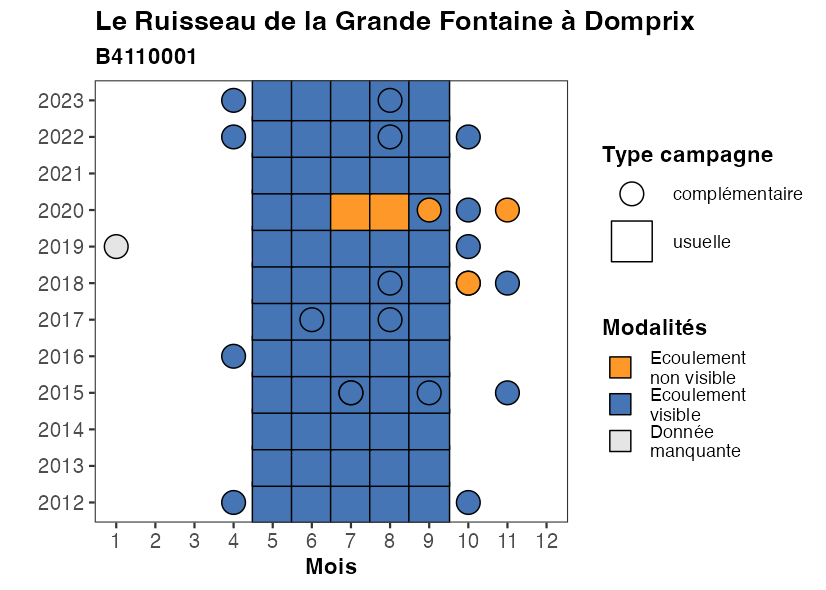 Le Ruisseau de la Grande Fontaine à Domprix
B4110001
2023
2022
2021
2020
2019
2018
2017
2016
2015
2014
2013
2012
1 2 3 4 5 6 7 8 9 10 11 12
Mois
Type campagne
complémentaire
usuelle
Modalités
Ecoulement
non visible
Ecoulement
visible
Donnée
manquante